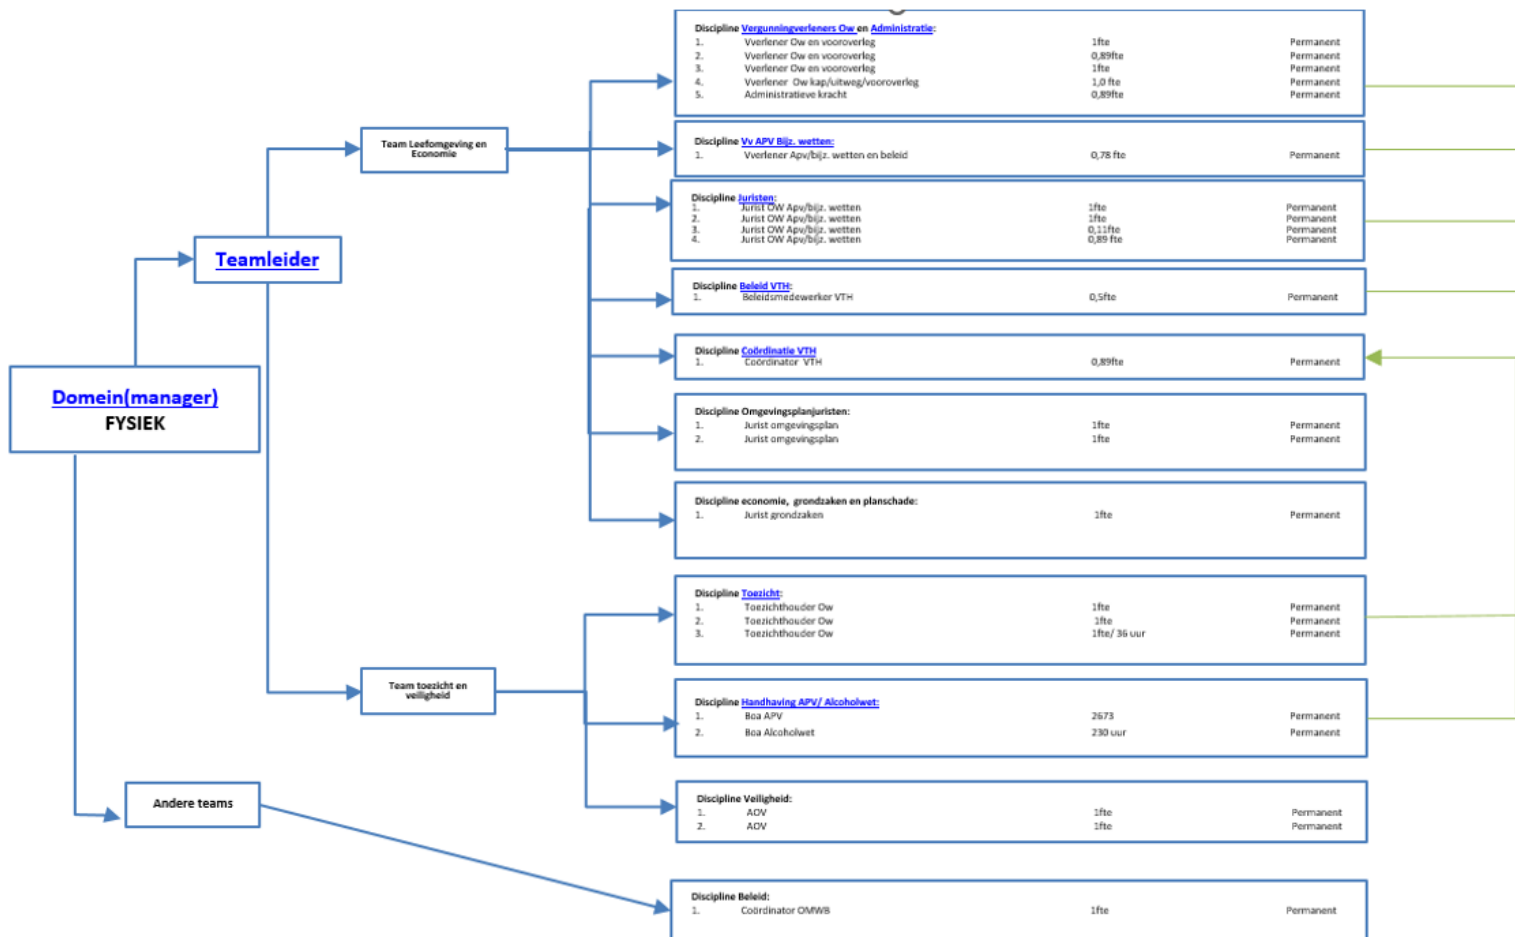 Discipline Vergunningverleners Ow en Administratie:
1. Vverlener Ow en vooroverleg 1fte Permanent
2. Vverlener Ow en vooroverleg 0,89fte Permanent
3. Vverlener Ow en vooroverleg 1fte Permanent
4. Vverlener Ow kap/uitweg/vooroverleg 1,0 fte Permanent
5. Administratieve kracht 0,89fte Permanent
Team Leefomgeving en
Economie
Discipline Vv APV Bijz. wetten:
1. Vverlener Apv/bijz. wetten en beleid 0,78 fte Permanent
Discipline Juristen:
1. Jurist OW Apv/bijz. wetten 1fte Permanent
2. Jurist OW Apv/bijz. wetten 1fte Permanent
3. Jurist OW Apv/bijz. wetten 0,11fte Permanent
4. Jurist OW Apv/bijz. wetten 0,89 fte Permanent
Teamleider
Discipline Beleid VTH:
1. Beleidsmedewerker VTH 0,5fte Permanent
Discipline Coördinatie VTH
1. Coördinator VTH 0,89fte Permanent
Domein(manager)
FYSIEK
Discipline Omgevingsplanjuristen:
1. Jurist omgevingsplan 1fte Permanent
2. Jurist omgevingsplan 1fte Permanent
Discipline economie, grondzaken en planschade:
1. Jurist grondzaken 1fte Permanent
Discipline Toezicht:
1. Toezichthouder Ow 1fte Permanent
2. Toezichthouder Ow 1fte Permanent
3. Toezichthouder Ow 1fte/ 36 uur Permanent
Team toezicht en
veiligheid
Discipline Handhaving APV/ Alcoholwet:
1. Boa APV 2673 Permanent
2. Boa Alcoholwet 230 uur Permanent
Andere teams
Discipline Veiligheid:
1. AOV 1fte Permanent
2. AOV 1fte Permanent
Discipline Beleid:
1. Coördinator OMWB 1fte Permanent